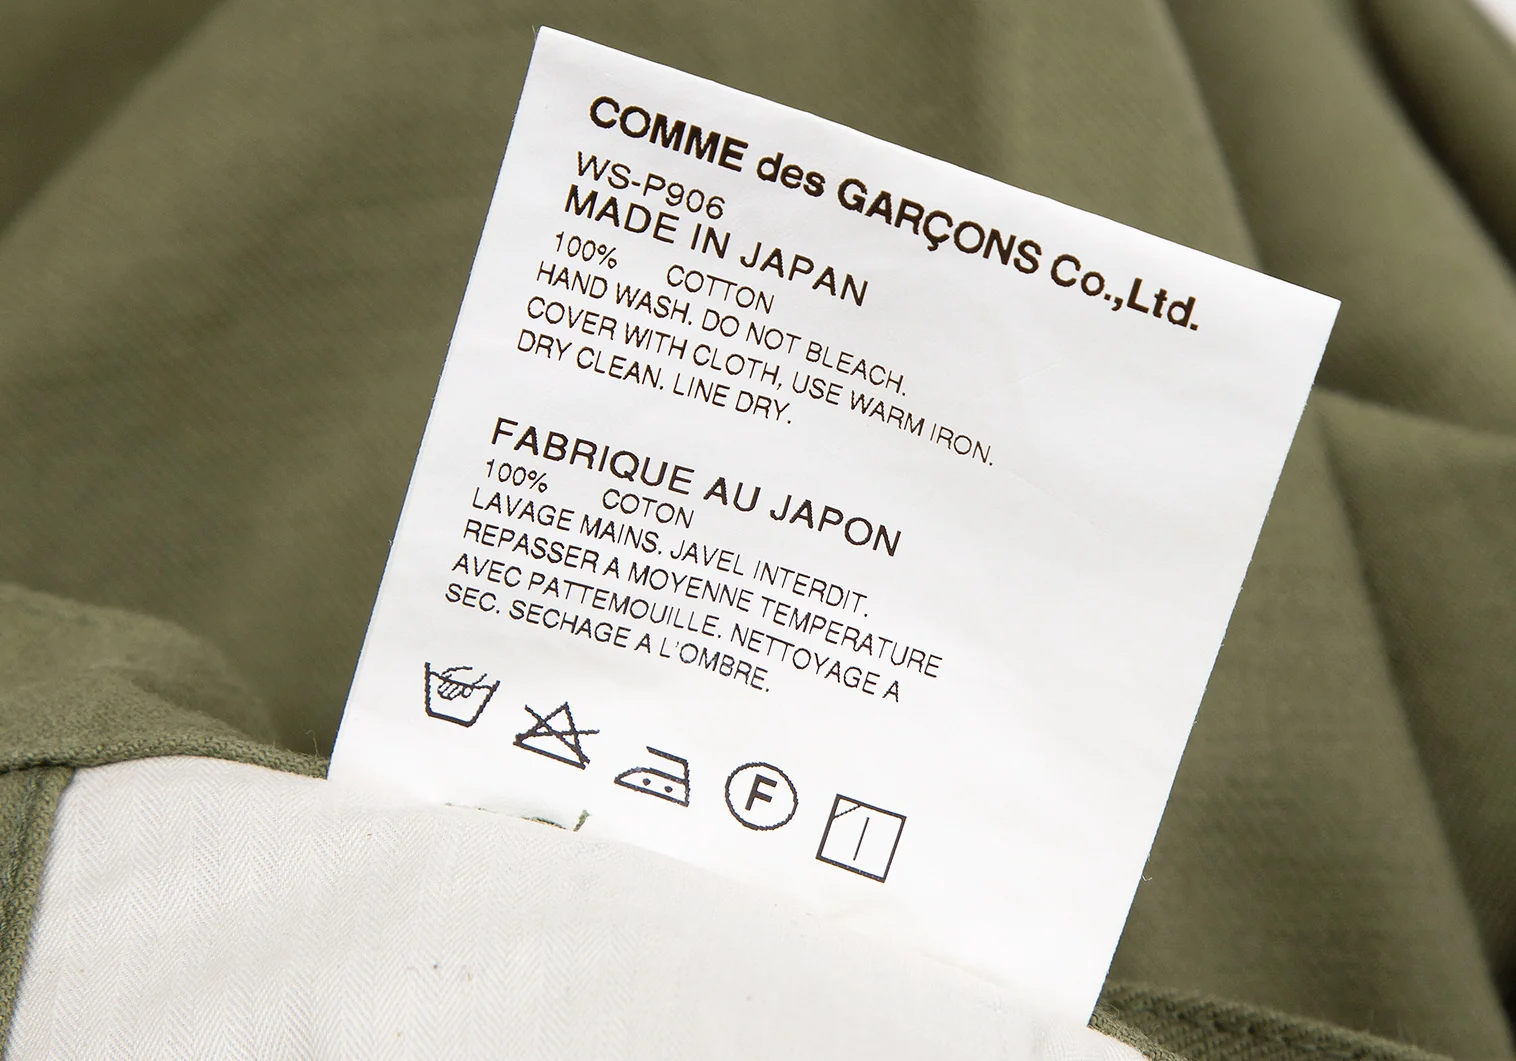 COMME des GARÇONS Co.,Ltd.
WS-P906
MADE IN JAPAN
100% COTTON
HAND WASH. DO NOT BLEACH.
COVER WITH CLOTH, USE WARM IRON.
DRY CLEAN. LINE DRY.
FABRIQUE AU JAPON
100% COTON
LAVAGE MAINS. JAVEL INTERDIT.
REPASSER A MOYENNE TEMPERATURE
AVEC PATTEMOUILLE. NETTOYAGE A
SEC. SECHAGE A L'OMBRE.
F